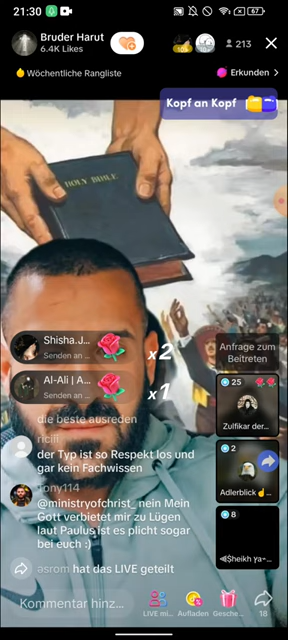 21:30
67
Bruder Harut
6.4K Likes
213
Wöchentliche Rangliste
Erkunden >
Kopf an Kopf
HOLY BIBLE
Shisha.J...
Senden an ...
x2
Al-Ali | A...
Senden an ...
x1
Anfrage zum
Beitreten
25
Zulfikar der...
die beste ausreden
ricili
der Typ ist so Respekt los und
gar kein Fachwissen
2
Adlerblick☝...
Tony114
@ministryofchrist_ nein Mein
Gott verbietet mir zu Lügen
laut Paulus ist es plicht sogar
bei euch :)
8
Sheikh ya-...
asrom hat das LIVE geteilt
Kommentar hinz...
LIVE mi...
Aufladen
Gesche...
18